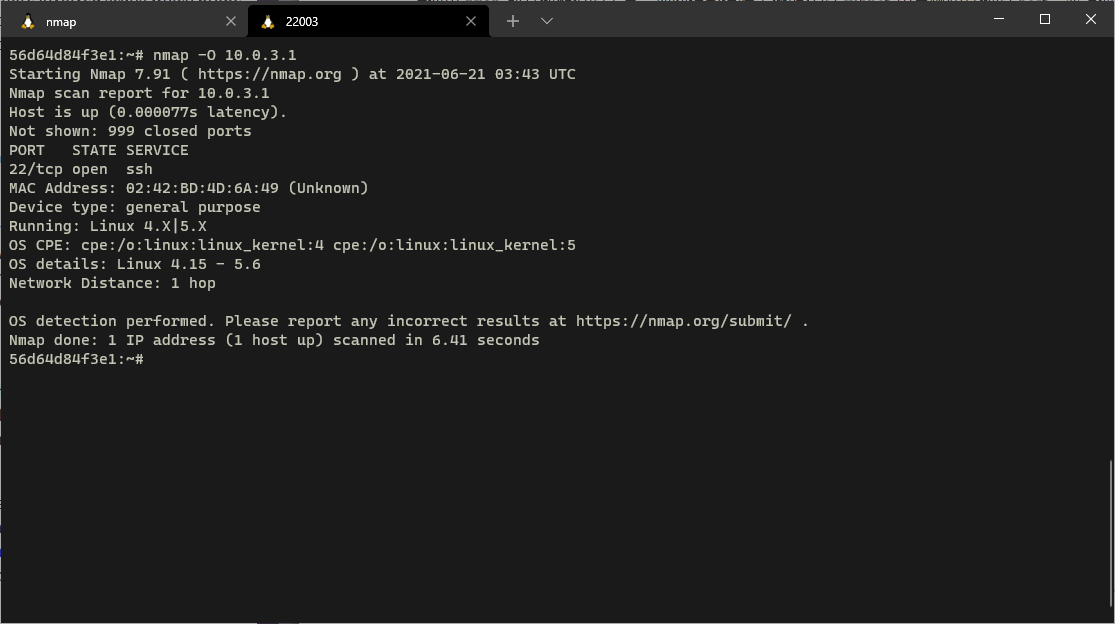 nmap
22003
56d64d84f3e1:~# nmap -O 10.0.3.1
Starting Nmap 7.91 ( https://nmap.org ) at 2021-06-21 03:43 UTC
Nmap scan report for 10.0.3.1
Host is up (0.000077s latency).
Not shown: 999 closed ports
PORT   STATE SERVICE
22/tcp open  ssh
MAC Address: 02:42:BD:4D:6A:49 (Unknown)
Device type: general purpose
Running: Linux 4.X|5.X
OS CPE: cpe:/o:linux:linux_kernel:4 cpe:/o:linux:linux_kernel:5
OS details: Linux 4.15 - 5.6
Network Distance: 1 hop
OS detection performed. Please report any incorrect results at https://nmap.org/submit/ .
Nmap done: 1 IP address (1 host up) scanned in 6.41 seconds
56d64d84f3e1:~#